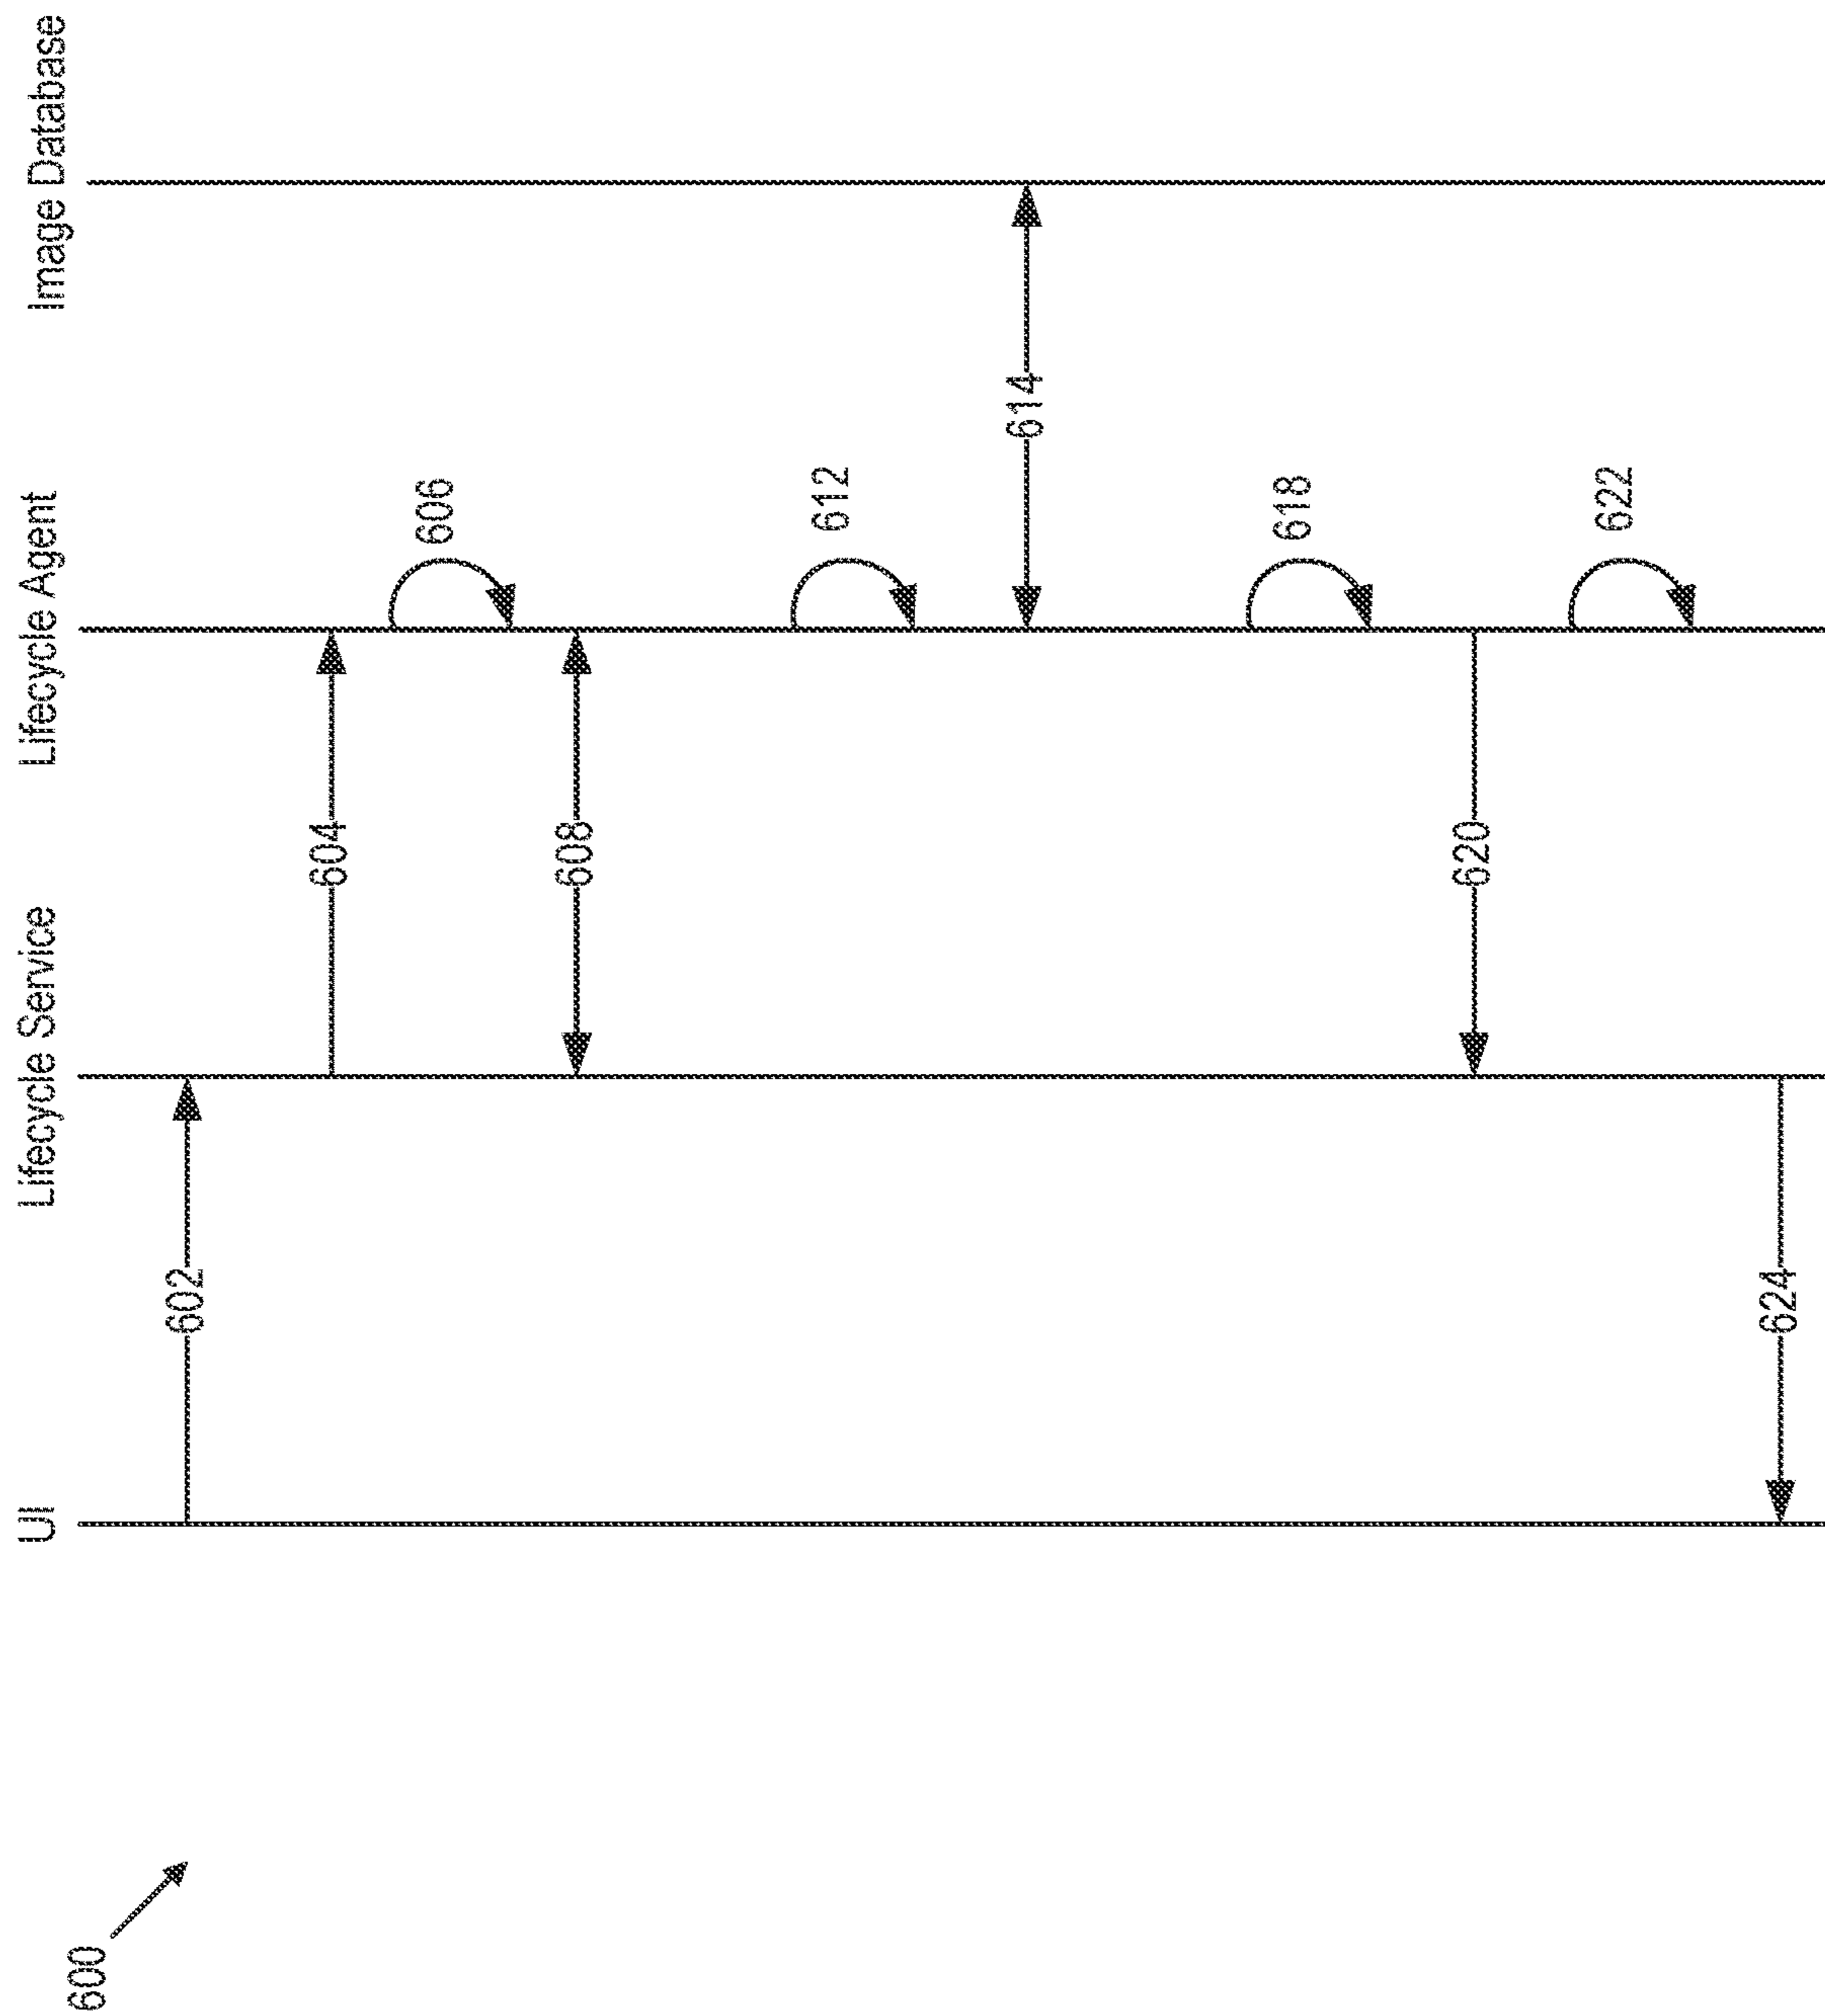 600
UI
Lifecycle Service
Lifecycle Agent
Image Database
602
604
606
608
612
614
618
620
622
624